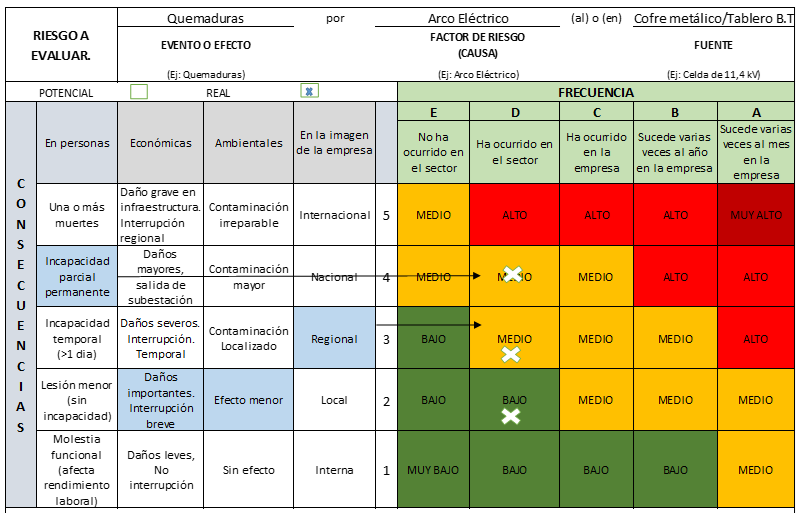 RIESGO A EVALUAR.
Quemaduras por Arco Eléctrico (al) o (en) Cofre metálico/Tablero B.T
EVENTO O EFECTO FACTOR DE RIESGO (CAUSA) FUENTE
(Ej: Quemaduras) (Ej: Arco Eléctrico) (Ej: Celda de 11,4 kV)
POTENCIAL REAL FRECUENCIA
CONSECUENCIAS
E D C B A
En personas Económicas Ambientales En la imagen de la empresa
No ha ocurrido en el sector
Ha ocurrido en el sector
Ha ocurrido en la empresa
Sucede varias veces al año en la empresa
Sucede varias veces al mes en la empresa
Una o más muertes
Daño grave en infraestructura. Interrupción regional
Contaminación irreparable
Internacional 5 MEDIO ALTO ALTO ALTO MUY ALTO
Incapacidad parcial permanente
Daños mayores, salida de subestación
Contaminación mayor
Nacional 4 MEDIO MEDIO MEDIO ALTO ALTO
Incapacidad temporal (>1 dia)
Daños severos. Interrupción. Temporal
Contaminación Localizado
Regional 3 BAJO MEDIO MEDIO MEDIO ALTO
Lesión menor (sin incapacidad)
Daños importantes. Interrupción breve
Efecto menor
Local 2 BAJO BAJO MEDIO MEDIO MEDIO
Molestia funcional (afecta rendimiento laboral)
Daños leves, No interrupción
Sin efecto
Interna 1 MUY BAJO BAJO BAJO BAJO MEDIO